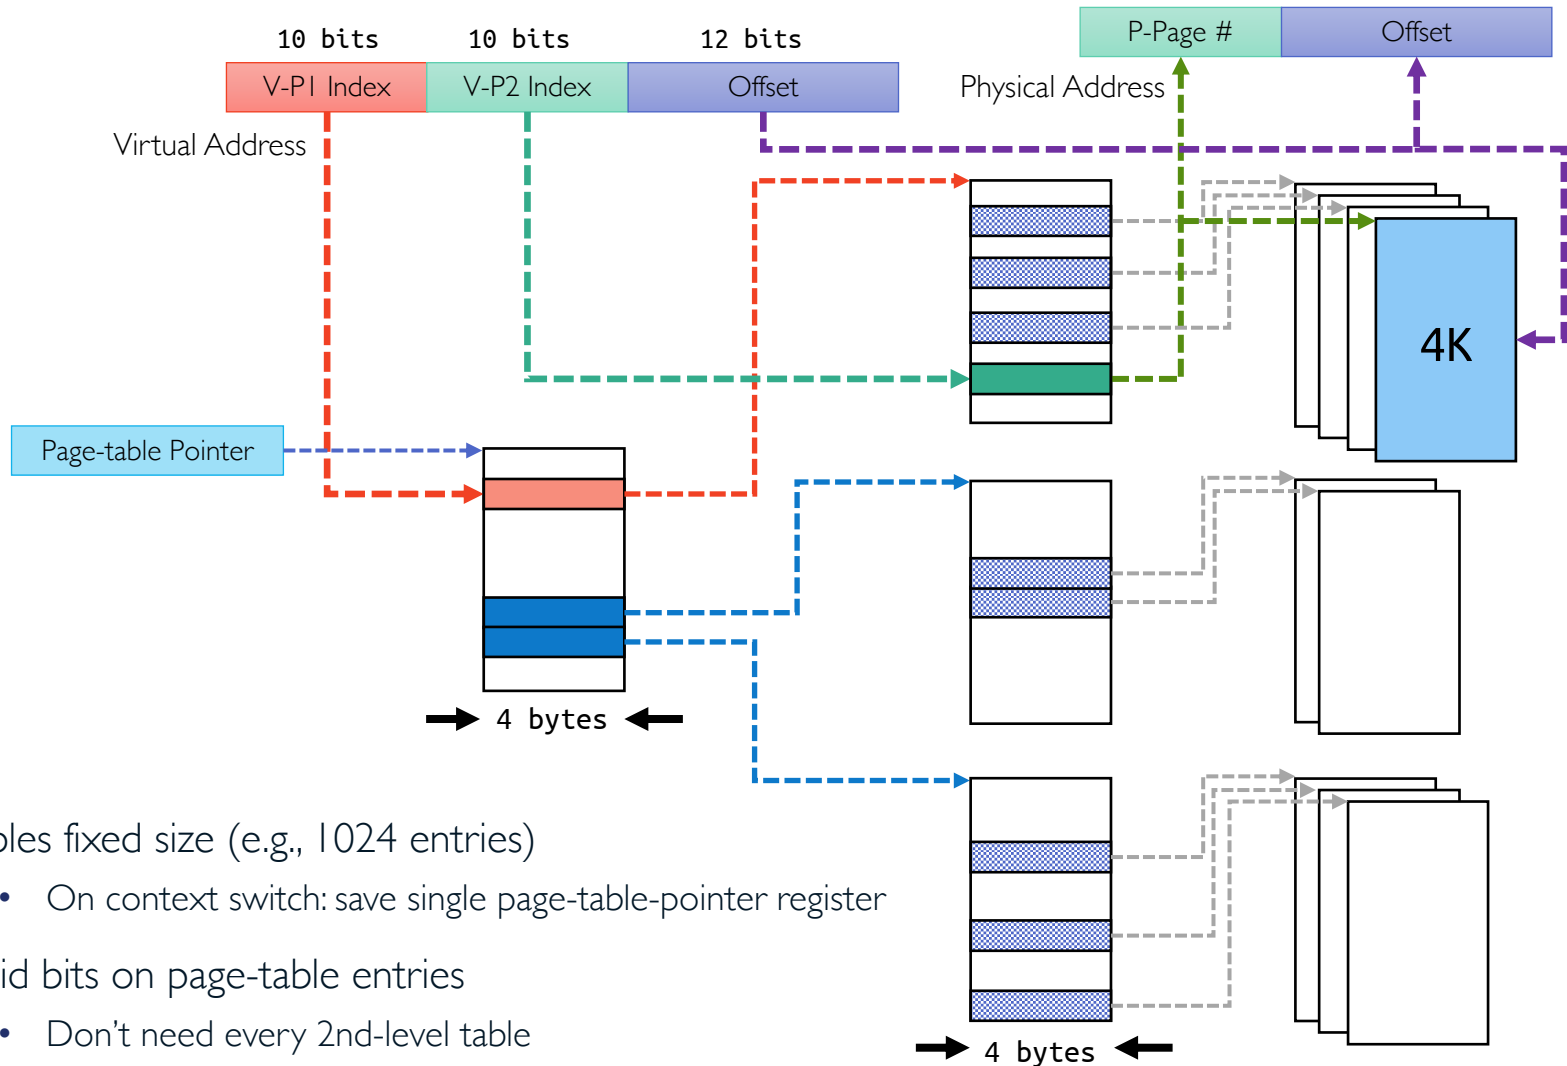 10 bits 10 bits 12 bits
V-P1 Index V-P2 Index Offset
Virtual Address
P-Page # Offset
Physical Address
4K
Page-table Pointer
4 bytes
bles fixed size (e.g., 1024 entries)
• On context switch: save single page-table-pointer register
id bits on page-table entries
• Don’t need every 2nd-level table
4 bytes